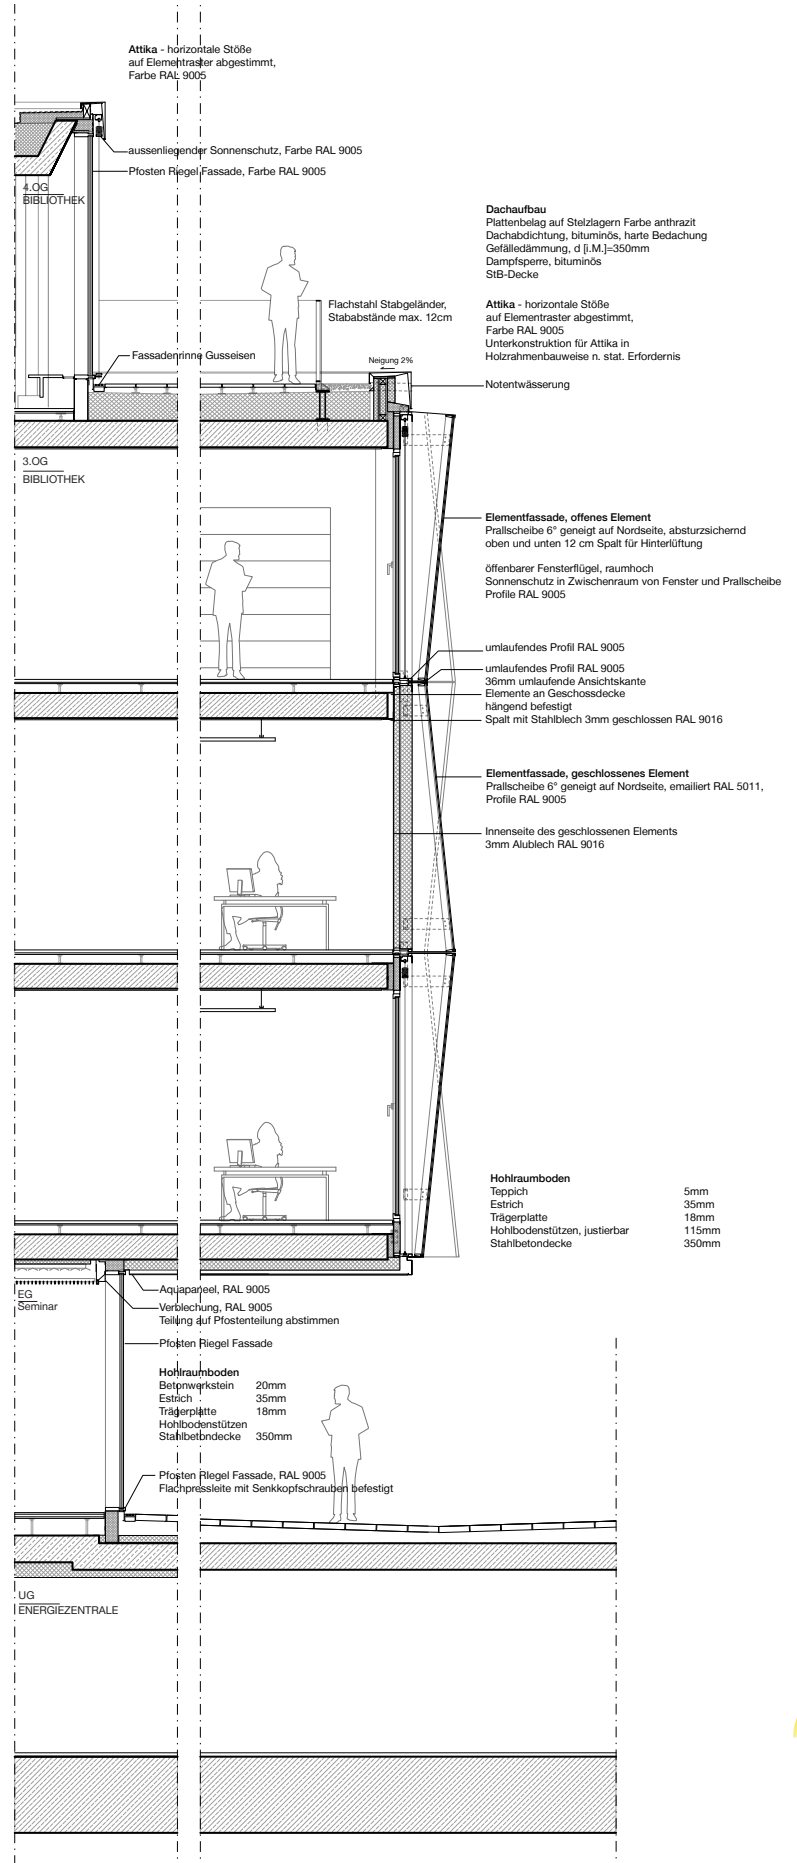 Attika - horizontale Stöße
auf Elementraster abgestimmt,
Farbe RAL 9005
aussenliegender Sonnenschutz, Farbe RAL 9005
Pfosten Riegel Fassade, Farbe RAL 9005
4.OG
BIBLIOTHEK
Dachaufbau
Plattenbelag auf Stelzlagern Farbe anthrazit
Dachabdichtung, bituminös, harte Bedachung
Gefälledämmung, d [i.M.]=350mm
Dampfsperre, bituminös
StB-Decke
Flachstahl Stabgeländer,
Stababstände max. 12cm
Attika - horizontale Stöße
auf Elementraster abgestimmt,
Farbe RAL 9005
Unterkonstruktion für Attika in
Holzrahmenbauweise n. stat. Erfordernis
Fassadenrinne Gusseisen
Neigung 2%
Notentwässerung
3.OG
BIBLIOTHEK
Elementfassade, offenes Element
Prallscheibe 6° geneigt auf Nordseite, absturzsichernd
oben und unten 12 cm Spalt für Hinterlüftung
öffenbarer Fensterflügel, raumhoch
Sonnenschutz in Zwischenraum von Fenster und Prallscheibe
Profile RAL 9005
umlaufendes Profil RAL 9005
umlaufendes Profil RAL 9005
36mm umlaufende Ansichtskante
Elemente an Geschossdecke
hängend befestigt
Spalt mit Stahlblech 3mm geschlossen RAL 9016
Elementfassade, geschlossenes Element
Prallscheibe 6° geneigt auf Nordseite, emailiert RAL 5011,
Profile RAL 9005
Innenseite des geschlossenen Elements
3mm Alublech RAL 9016
Hohlraumboden
Teppich 5mm
Estrich 35mm
Trägerplatte 18mm
Hohlbodenstützen, justierbar 115mm
Stahlbetondecke 350mm
Aquapaneel, RAL 9005
EG
Seminar
Verblechung, RAL 9005
Teilung auf Pfostenteilung abstimmen
Pfosten Riegel Fassade
Hohlraumboden
Betonwerkstein 20mm
Estrich 35mm
Trägerplatte 18mm
Hohlbodenstützen
Stahlbetondecke 350mm
Pfosten RIegel Fassade, RAL 9005
Flachpressleite mit Senkkopfschrauben befestigt
UG
ENERGIEZENTRALE